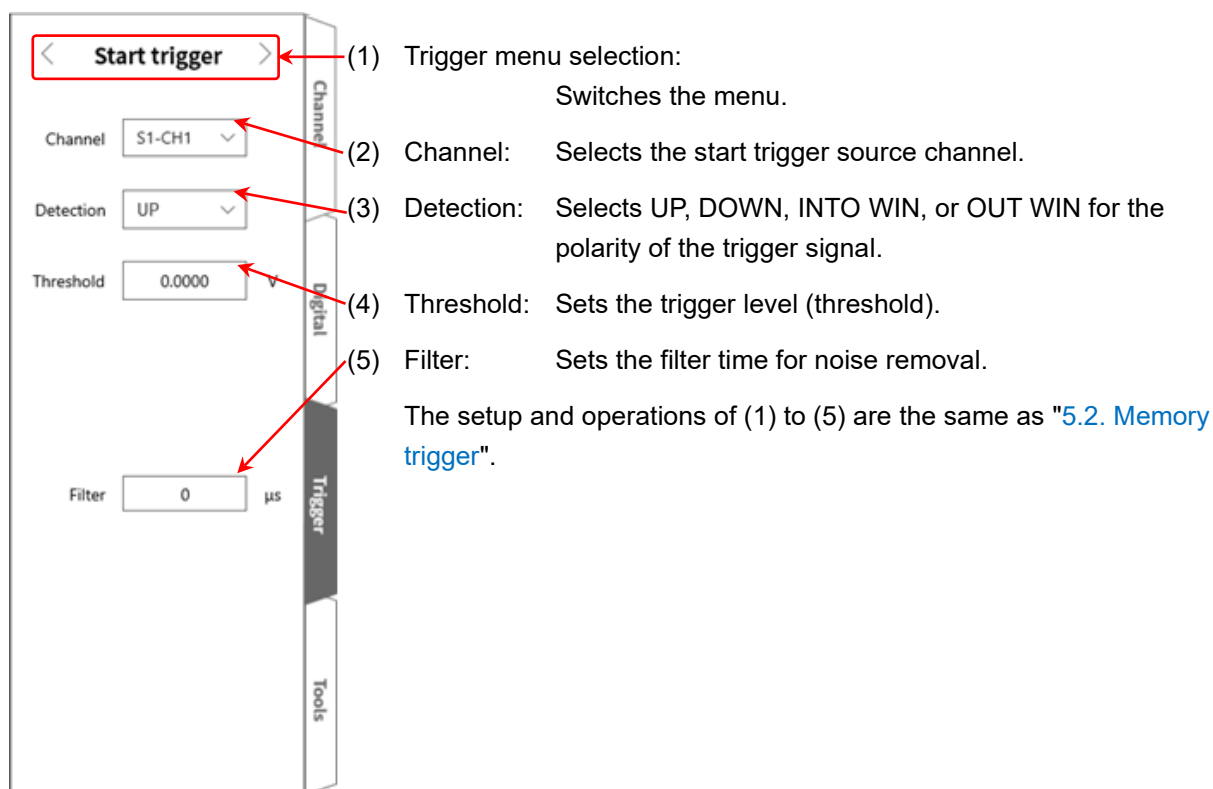 Start trigger
Channel S1-CH1
Detection UP
Threshold 0.0000 V
Filter 0 µs
Channel
Digital
Trigger
Tools
(1) Trigger menu selection:
Switches the menu.
(2) Channel: Selects the start trigger source channel.
(3) Detection: Selects UP, DOWN, INTO WIN, or OUT WIN for the
polarity of the trigger signal.
(4) Threshold: Sets the trigger level (threshold).
(5) Filter: Sets the filter time for noise removal.
The setup and operations of (1) to (5) are the same as "5.2. Memory
trigger".